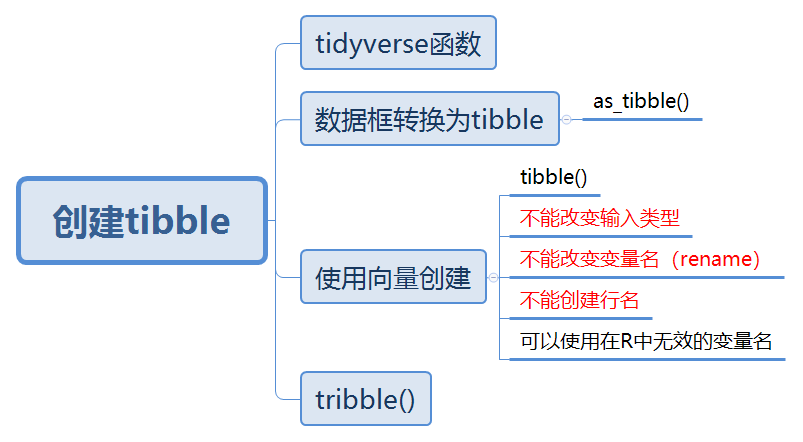 创建tibble
tidyverse函数
数据框转换为tibble
as_tibble()
使用向量创建
tibble()
不能改变输入类型
不能改变变量名（rename）
不能创建行名
可以使用在R中无效的变量名
tribble()